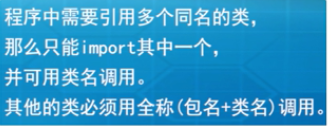 程序中需要引用多个同名的类，
那么只能import其中一个，
并可用类名调用。
其他的类必须用全称(包名+类名)调用。